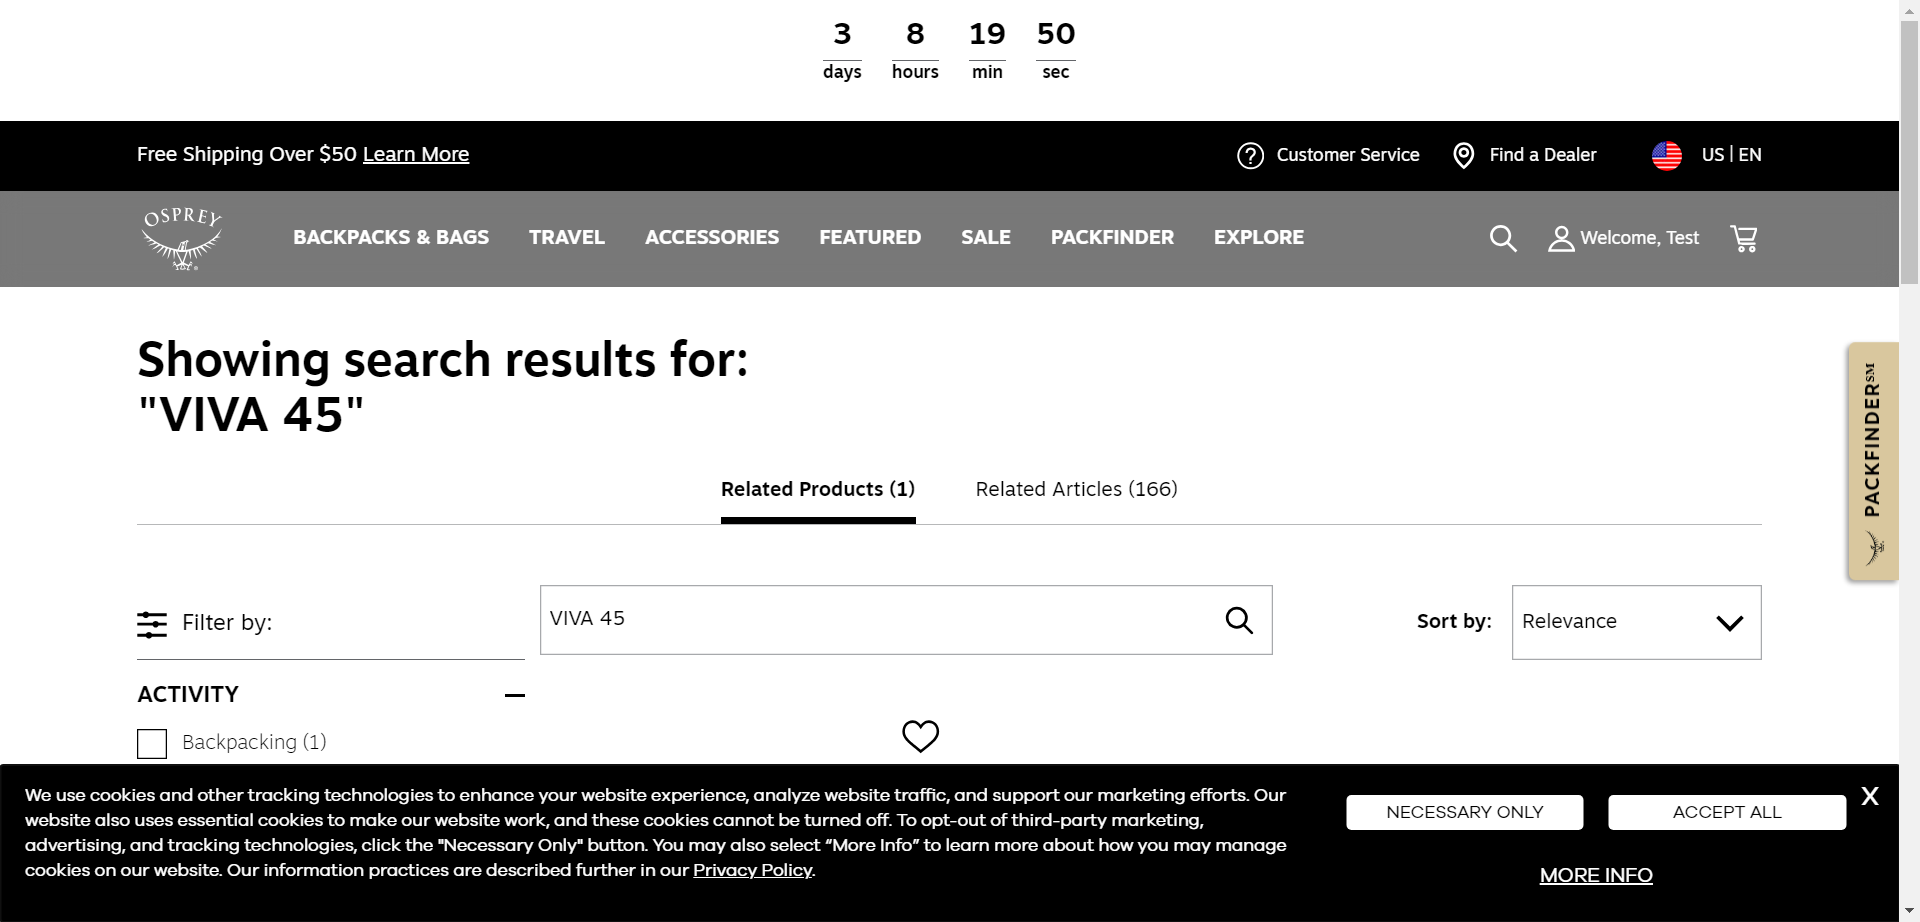 3 8 19 50
days hours min sec
Free Shipping Over $50 Learn More
Customer Service Find a Dealer US | EN
OSPREY
BACKPACKS & BAGS TRAVEL ACCESSORIES FEATURED SALE PACKFINDER EXPLORE
Welcome, Test
Showing search results for:
"VIVA 45"
PACKFINDER℠
Related Products (1) Related Articles (166)
Filter by:
VIVA 45
Sort by: Relevance
ACTIVITY
Backpacking (1)
We use cookies and other tracking technologies to enhance your website experience, analyze website traffic, and support our marketing efforts. Our
website also uses essential cookies to make our website work, and these cookies cannot be turned off. To opt-out of third-party marketing,
advertising, and tracking technologies, click the "Necessary Only" button. You may also select “More Info” to learn more about how you may manage
cookies on our website. Our information practices are described further in our Privacy Policy.
NECESSARY ONLY ACCEPT ALL X
MORE INFO